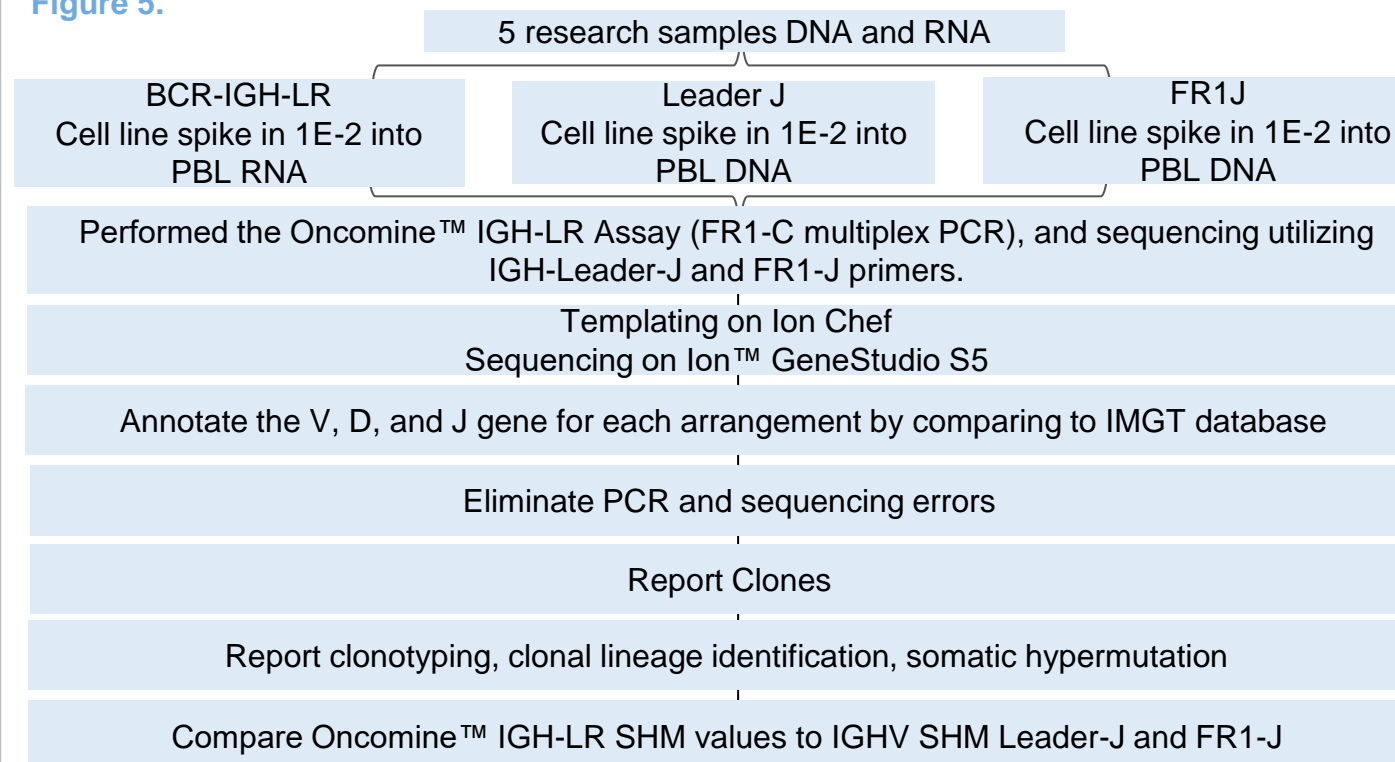 Figure 5.
5 research samples DNA and RNA
BCR-IGH-LR
Cell line spike in 1E-2 into
PBL RNA
Leader J
Cell line spike in 1E-2 into
PBL DNA
FR1J
Cell line spike in 1E-2 into
PBL DNA
Performed the Oncomine™ IGH-LR Assay (FR1-C multiplex PCR), and sequencing utilizing
IGH-Leader-J and FR1-J primers.
Templating on Ion Chef
Sequencing on Ion™ GeneStudio S5
Annotate the V, D, and J gene for each arrangement by comparing to IMGT database
Eliminate PCR and sequencing errors
Report Clones
Report clonotyping, clonal lineage identification, somatic hypermutation
Compare Oncomine™ IGH-LR SHM values to IGHV SHM Leader-J and FR1-J